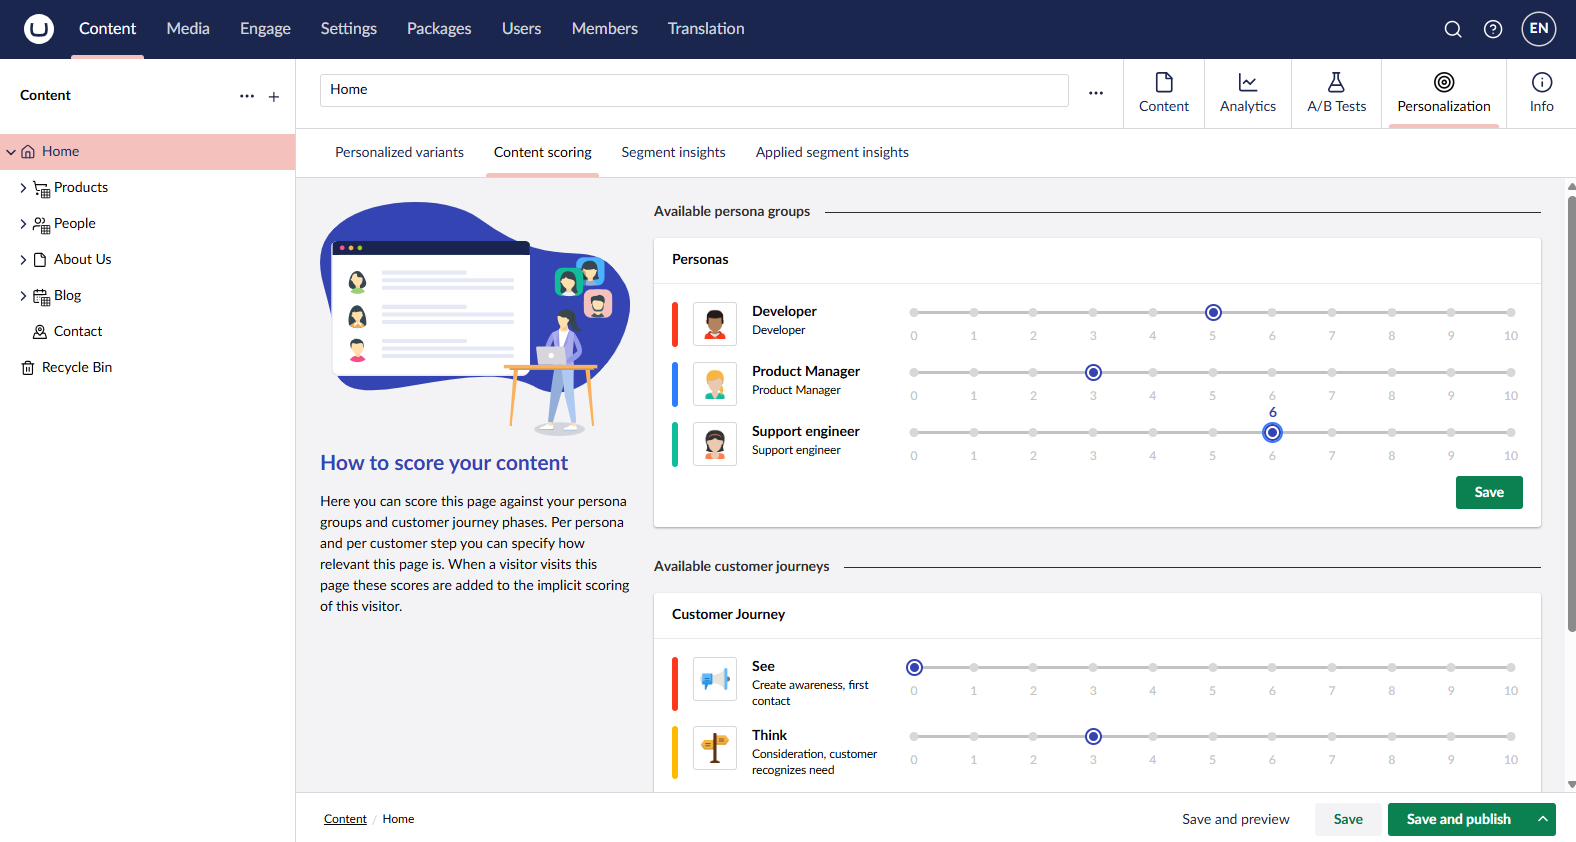 Content
Media
Engage
Settings
Packages
Users
Members
Translation
EN
Content
Home
Products
People
About Us
Blog
Contact
Recycle Bin
Home
Content
Analytics
A/B Tests
Personalization
Info
Personalized variants
Content scoring
Segment insights
Applied segment insights
How to score your content
Here you can score this page against your persona
groups and customer journey phases. Per persona
and per customer step you can specify how
relevant this page is. When a visitor visits this
page these scores are added to the implicit scoring
of this visitor.
Available persona groups
Personas
Developer
Developer
0 1 2 3 4 5 6 7 8 9 10
Product Manager
Product Manager
0 1 2 3 4 5 6 7 8 9 10
6
Support engineer
Support engineer
0 1 2 3 4 5 6 7 8 9 10
Save
Available customer journeys
Customer Journey
See
Create awareness, first
contact
0 1 2 3 4 5 6 7 8 9 10
Think
Consideration, customer
recognizes need
0 1 2 3 4 5 6 7 8 9 10
Content / Home
Save and preview
Save
Save and publish